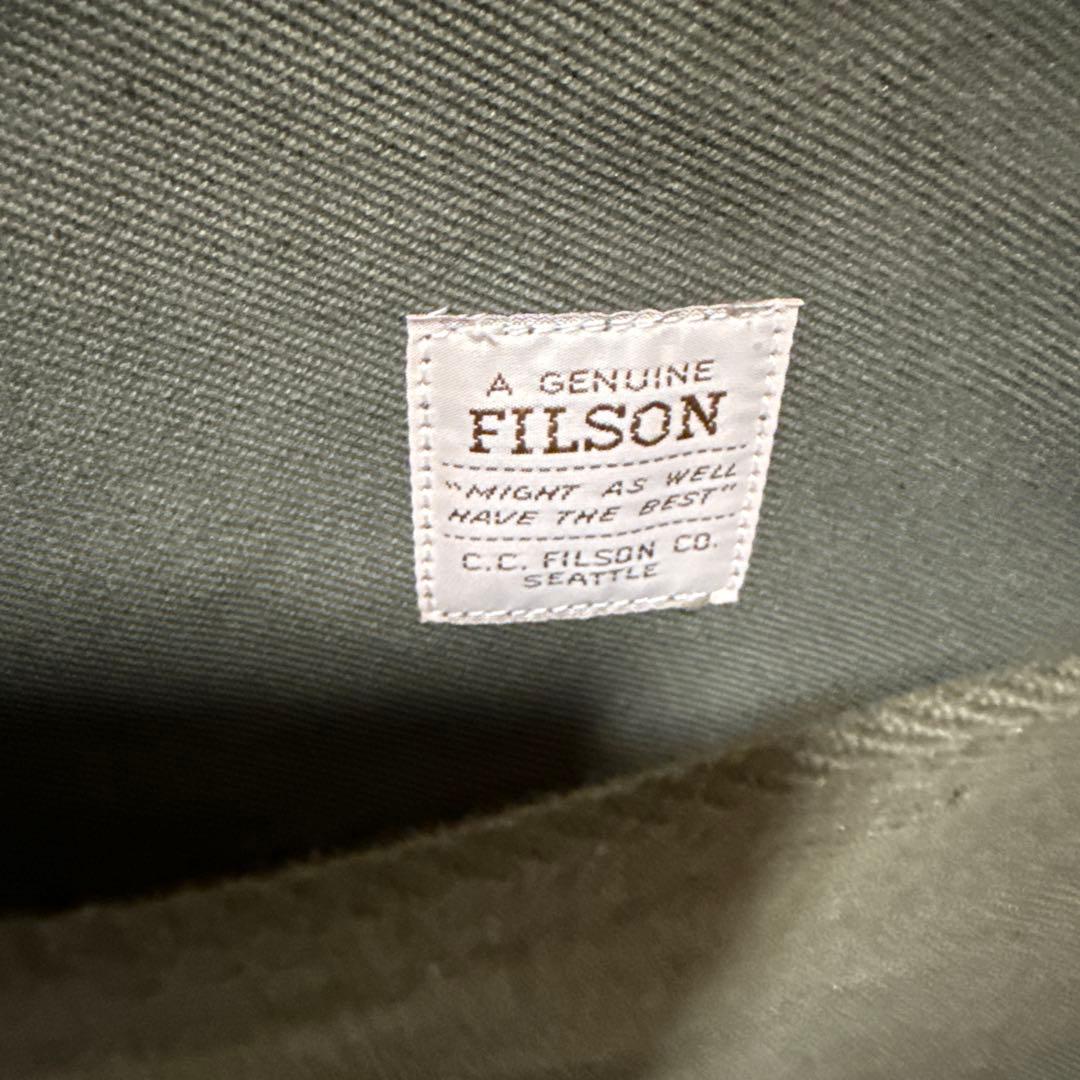 A GENUINE
FILSON
"MIGHT AS WELL
HAVE THE BEST"
C.C. FILSON CO.
SEATTLE